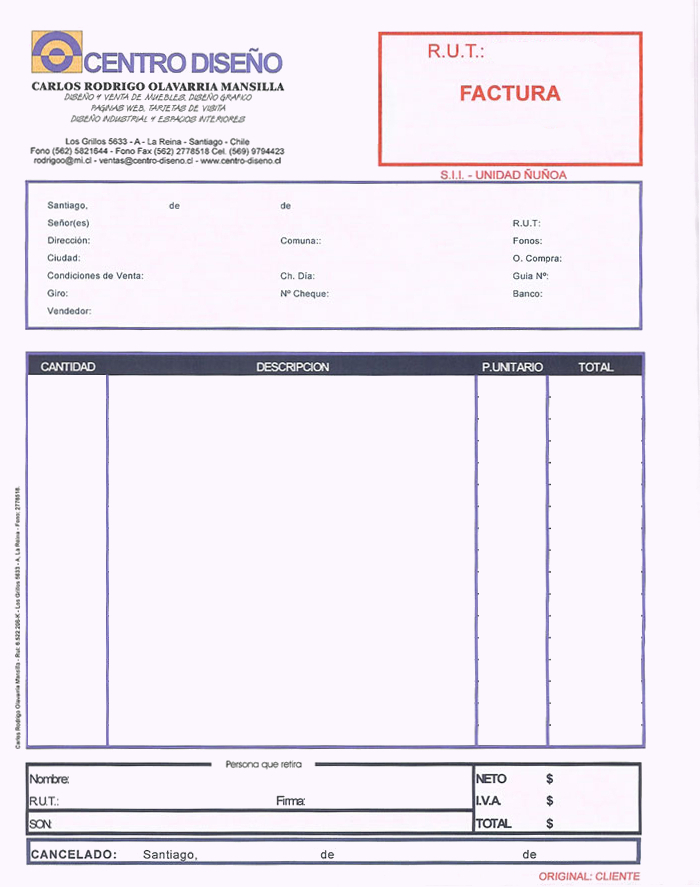 CENTRO DISEÑO
CARLOS RODRIGO OLAVARRIA MANSILLA
DISEÑO Y VENTA DE MUEBLES, DISEÑO GRAFICO
PAGINAS WEB, TARJETAS DE VISITA
DISEÑO INDUSTRIAL Y ESPACIOS INTERIORES
Los Grillos 5633 - A - La Reina - Santiago - Chile
Fono (562) 5821644 - Fono Fax (562) 2778518 Cel. (569) 9794423
rodrigoo@mi.cl - ventas@centro-diseno.cl - www.centro-diseno.cl
R.U.T.:
FACTURA
S.I.I. - UNIDAD ÑUÑOA
Santiago, de de
Señor(es) R.U.T:
Dirección: Comuna:: Fonos:
Ciudad: O. Compra:
Condiciones de Venta: Ch. Día: Guia Nº:
Giro: Nº Cheque: Banco:
Vendedor:
CANTIDAD DESCRIPCION P.UNITARIO TOTAL
Carlos Rodrigo Olavarria Mansilla - Rut: 6.522.256-K - Los Grillos 5633 - A, La Reina - Fono: 2778518.
Persona que retira
Nombre: NETO $
R.U.T.: Firma: I.V.A. $
SON: TOTAL $
CANCELADO: Santiago, de de
ORIGINAL: CLIENTE